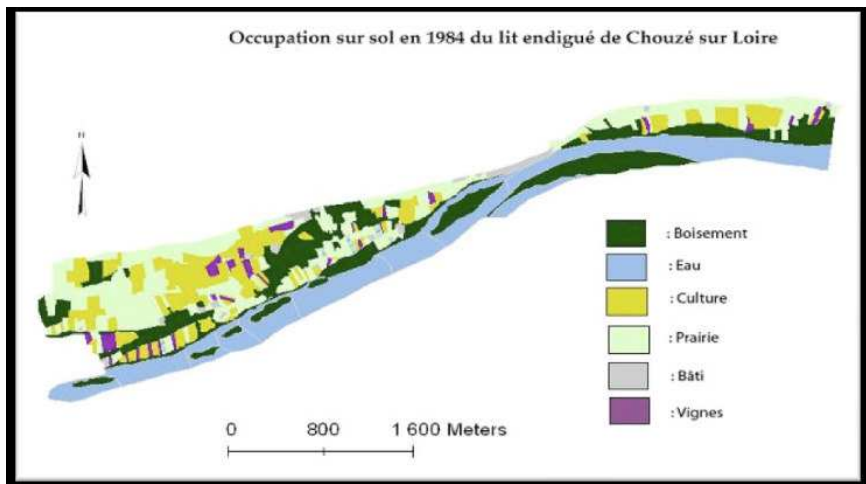 Occupation sur sol en 1984 du lit endigué de Chouzé sur Loire
N
: Boisement
: Eau
: Culture
: Prairie
: Bâti
: Vignes
0 800 1 600 Meters